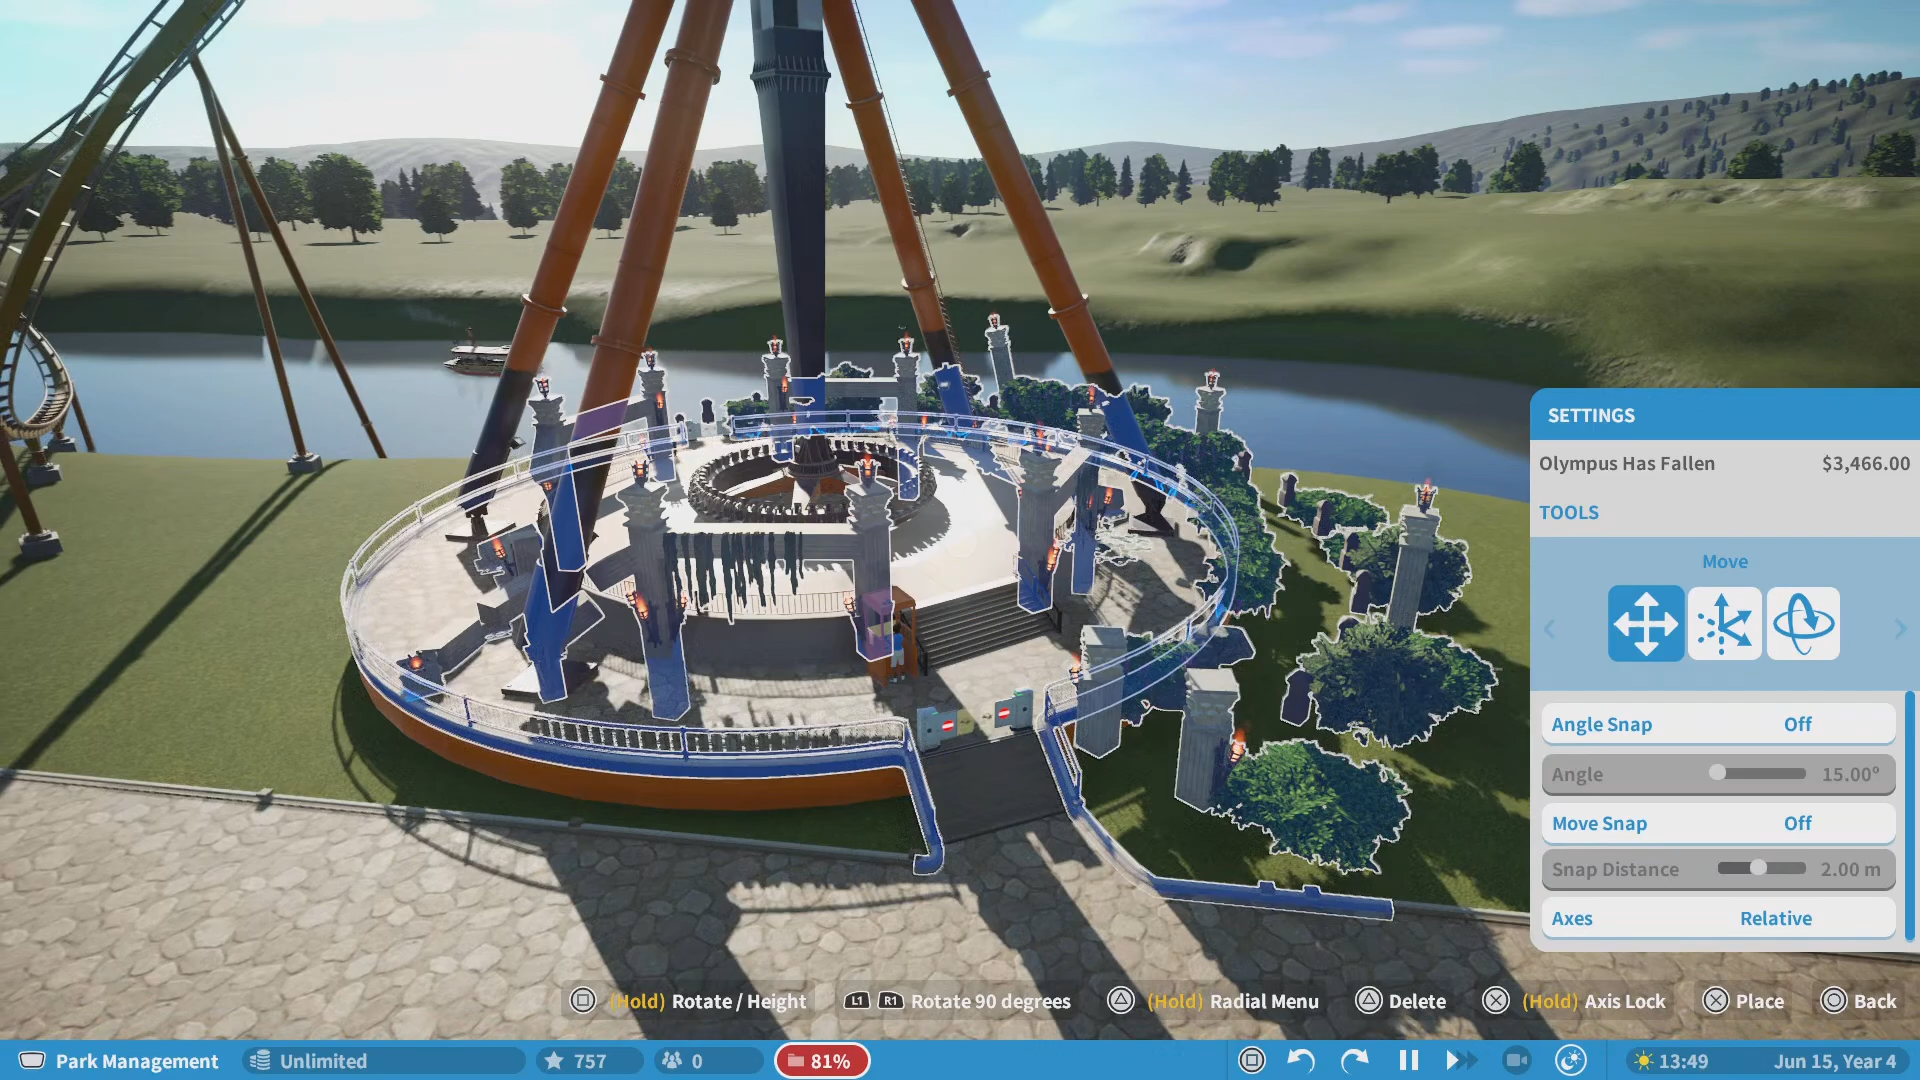 SETTINGS
Olympus Has Fallen $3,466.00
TOOLS
Move
Angle Snap Off
Angle 15.00°
Move Snap Off
Snap Distance 2.00 m
Axes Relative
(Hold) Rotate / Height L1 R1 Rotate 90 degrees (Hold) Radial Menu Delete (Hold) Axis Lock Place Back
Park Management Unlimited 757 0 81% 13:49 Jun 15, Year 4